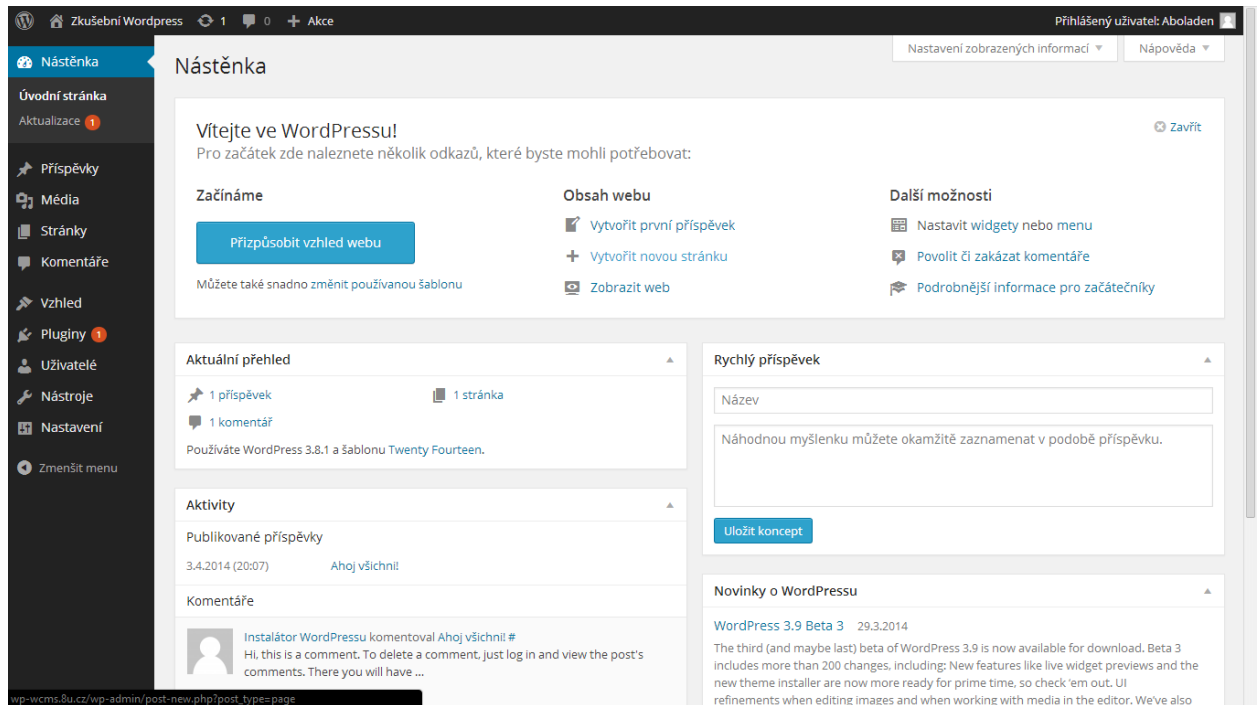 Zkušební Wordpress 1 0 Akce
Přihlášený uživatel: Aboladen
Nástěnka
Úvodní stránka
Aktualizace 1
Příspěvky
Média
Stránky
Komentáře
Vzhled
Pluginy 1
Uživatelé
Nástroje
Nastavení
Zmenšit menu
Nastavení zobrazených informací
Nápověda
Nástěnka
Vítejte ve WordPressu!
Zavřít
Pro začátek zde naleznete několik odkazů, které byste mohli potřebovat:
Začínáme
Přizpůsobit vzhled webu
Můžete také snadno změnit používanou šablonu
Obsah webu
Vytvořit první příspěvek
Vytvořit novou stránku
Zobrazit web
Další možnosti
Nastavit widgety nebo menu
Povolit či zakázat komentáře
Podrobnější informace pro začátečníky
Aktuální přehled
1 příspěvek
1 stránka
1 komentář
Používáte WordPress 3.8.1 a šablonu Twenty Fourteen.
Aktivity
Publikované příspěvky
3.4.2014 (20:07) Ahoj všichni!
Komentáře
Instalátor WordPressu komentoval Ahoj všichni! #
Hi, this is a comment. To delete a comment, just log in and view the post's
comments. There you will have ...
Rychlý příspěvek
Název
Náhodnou myšlenku můžete okamžitě zaznamenat v podobě příspěvku.
Uložit koncept
Novinky o WordPressu
WordPress 3.9 Beta 3 29.3.2014
The third (and maybe last) beta of WordPress 3.9 is now available for download. Beta 3
includes more than 200 changes, including: New features like live widget previews and the
new theme installer are now more ready for prime time, so check 'em out. UI
refinements when editing images and when working with media in the editor. We've also
wp-wcms.8u.cz/wp-admin/post-new.php?post_type=page